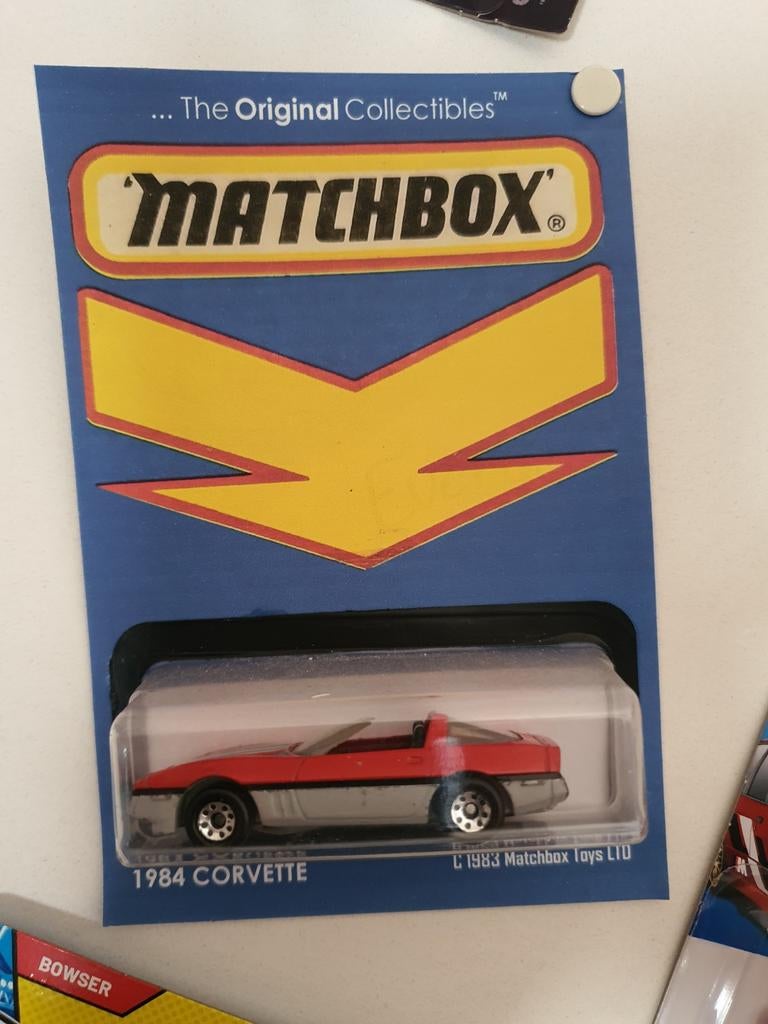 ... The Original Collectibles™
'MATCHBOX'®
1984 CORVETTE
C 1983 Matchbox Toys LTD
BOWSER